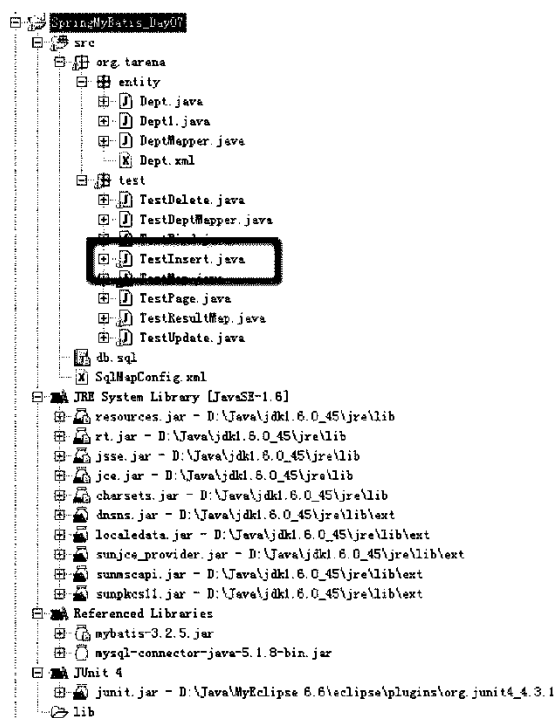 SpringMyBatis_Day07
src
org.tarena
entity
Dept.java
Dept1.java
DeptMapper.java
Dept.xml
test
TestDelete.java
TestDeptMapper.java
TestInsert.java
TestPage.java
TestResultMap.java
TestUpdate.java
db.sql
SqlMapConfig.xml
JRE System Library [JavaSE-1.6]
resources.jar - D:\Java\jdk1.6.0_45\jre\lib
rt.jar - D:\Java\jdk1.6.0_45\jre\lib
jsse.jar - D:\Java\jdk1.6.0_45\jre\lib
jce.jar - D:\Java\jdk1.6.0_45\jre\lib
charsets.jar - D:\Java\jdk1.6.0_45\jre\lib
dnsns.jar - D:\Java\jdk1.6.0_45\jre\lib\ext
localedata.jar - D:\Java\jdk1.6.0_45\jre\lib\ext
sunjce_provider.jar - D:\Java\jdk1.6.0_45\jre\lib\ext
sunmscapi.jar - D:\Java\jdk1.6.0_45\jre\lib\ext
sunpkcs11.jar - D:\Java\jdk1.6.0_45\jre\lib\ext
Referenced Libraries
mybatis-3.2.5.jar
mysql-connector-java-5.1.8-bin.jar
JUnit 4
junit.jar - D:\Java\MyEclipse 6.6\eclipse\plugins\org.junit4_4.3.1
lib